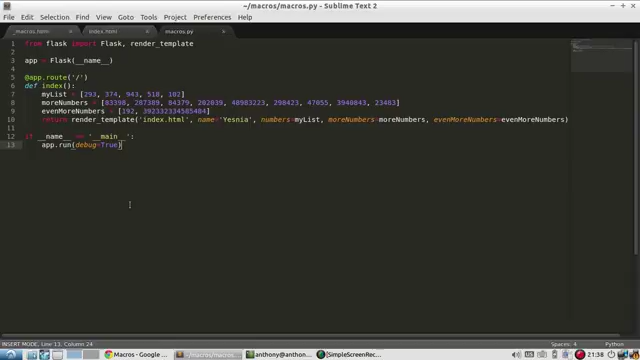 ~/macros/macros.py - Sublime Text 2
File Edit Selection Find View Goto Tools Project Preferences Help
_macros.html index.html macros.py
1 from flask import Flask, render_template
2
3 app = Flask(__name__)
4
5 @app.route('/')
6 def index():
7 myList = [293, 374, 943, 518, 102]
8 moreNumbers = [83398, 287389, 84379, 202039, 48983223, 298423, 47055, 3940843, 23483]
9 evenMoreNumbers = [192, 392332334585484]
10 return render_template('index.html', name='Yesnia', numbers=myList, moreNumbers=moreNumbers, evenMoreNumbers=evenMoreNumbers)
11
12 if __name__ == '__main__':
13 app.run(debug=True)
INSERT MODE, Line 13, Column 24 Spaces: 4 Python
Macros - Google ... ~/macros/macros... anthony@anthon... [SimpleScreenRec... 21:38